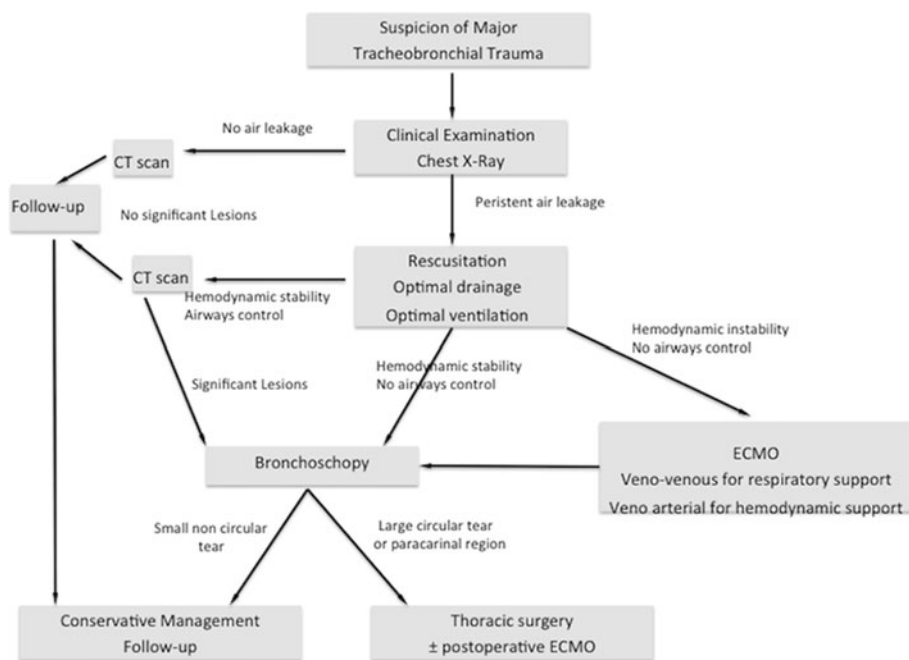 Suspicion of Major
Tracheobronchial Trauma
No air leakage
Clinical Examination
Chest X-Ray
CT scan
Follow-up
No significant Lesions
Peristent air leakage
CT scan
Rescusitation
Optimal drainage
Optimal ventilation
Hemodynamic stability
Airways control
Hemodynamic instability
No airways control
Hemodynamic stability
No airways control
Significant Lesions
Bronchoschopy
ECMO
Veno-venous for respiratory support
Veno arterial for hemodynamic support
Small non circular
tear
Large circular tear
or paracarinal region
Conservative Management
Follow-up
Thoracic surgery
± postoperative ECMO